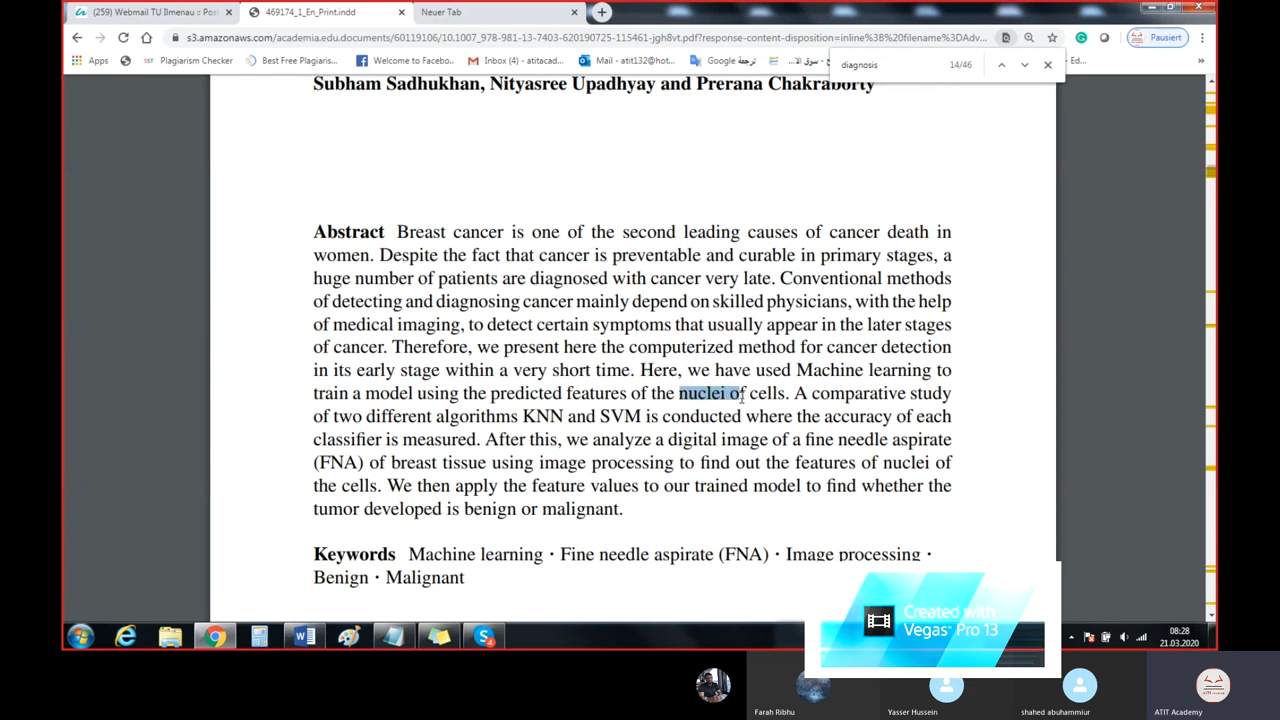 (259) Webmail TU Ilmenau :: Pos
469174_1_En_Print.indd
Neuer Tab
s3.amazonaws.com/academia.edu.documents/60119106/10.1007_978-981-13-7403-620190725-115461-jgh8vt.pdf?response-content-disposition=inline%3B%20filename%3DAdv...
Pausiert
Apps
Plagiarism Checker
Best Free Plagiaris...
Welcome to Facebo...
Inbox (4) - atitacad...
Mail - atit132@hot...
ترجمة Google
سوق الا...
Ed...
diagnosis
14/46
Subham Sadhukhan, Nityasree Upadhyay and Prerana Chakraborty
Abstract Breast cancer is one of the second leading causes of cancer death in
women. Despite the fact that cancer is preventable and curable in primary stages, a
huge number of patients are diagnosed with cancer very late. Conventional methods
of detecting and diagnosing cancer mainly depend on skilled physicians, with the help
of medical imaging, to detect certain symptoms that usually appear in the later stages
of cancer. Therefore, we present here the computerized method for cancer detection
in its early stage within a very short time. Here, we have used Machine learning to
train a model using the predicted features of the nuclei of cells. A comparative study
of two different algorithms KNN and SVM is conducted where the accuracy of each
classifier is measured. After this, we analyze a digital image of a fine needle aspirate
(FNA) of breast tissue using image processing to find out the features of nuclei of
the cells. We then apply the feature values to our trained model to find whether the
tumor developed is benign or malignant.
Keywords Machine learning · Fine needle aspirate (FNA) · Image processing ·
Benign · Malignant
Created with
Vegas™ Pro 13
08:28
21.03.2020
Farah Ribhu
Yasser Hussein
shahed abuhammiur
ATIT Academy